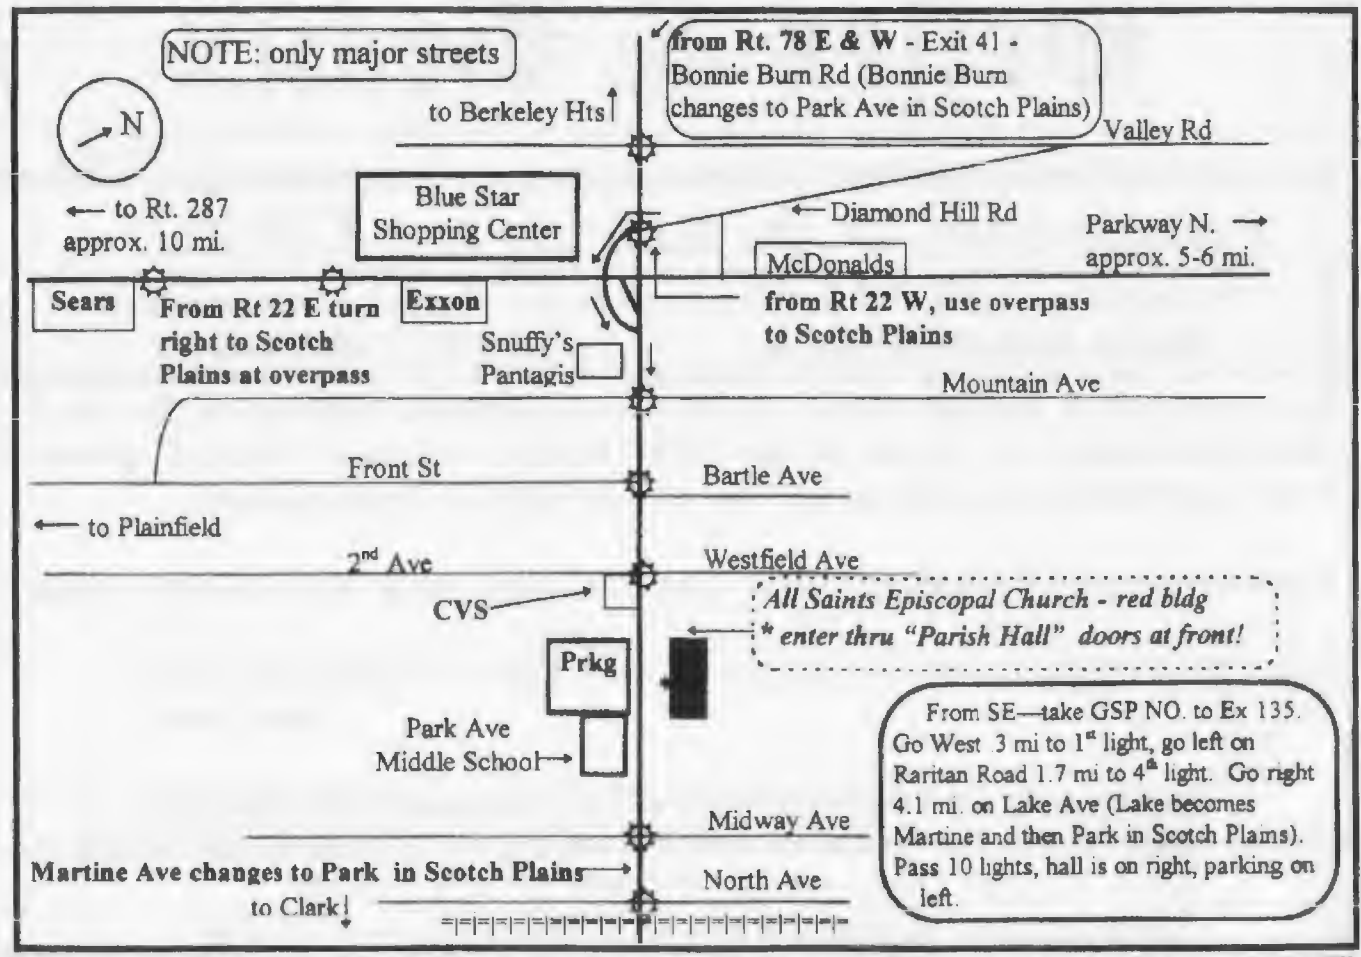 NOTE: only major streets
from Rt. 78 E & W - Exit 41 -
Bonnie Burn Rd (Bonnie Burn
changes to Park Ave in Scotch Plains)
to Berkeley Hts
N
Valley Rd
Blue Star
Shopping Center
to Rt. 287
approx. 10 mi.
Diamond Hill Rd
Parkway N.
approx. 5-6 mi.
McDonalds
Sears
From Rt 22 E turn
right to Scotch
Plains at overpass
Exxon
from Rt 22 W, use overpass
to Scotch Plains
Snuffy's
Pantagis
Mountain Ave
Front St
Bartle Ave
to Plainfield
2nd Ave
Westfield Ave
CVS
All Saints Episcopal Church - red bldg
* enter thru "Parish Hall" doors at front!
Prkg
Park Ave
Middle School
From SE—take GSP NO. to Ex 135.
Go West .3 mi to 1st light, go left on
Raritan Road 1.7 mi to 4th light. Go right
4.1 mi. on Lake Ave (Lake becomes
Martine and then Park in Scotch Plains).
Pass 10 lights, hall is on right, parking on
left.
Midway Ave
Martine Ave changes to Park in Scotch Plains
North Ave
to Clark